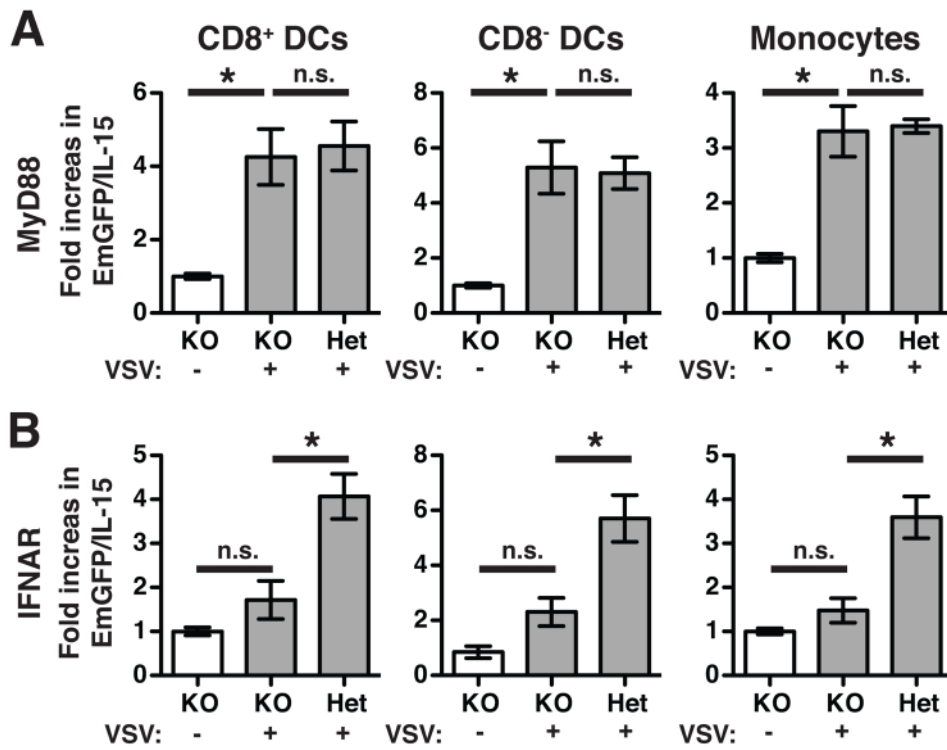 A
CD8+ DCs CD8- DCs Monocytes
MyD88
Fold increas in
EmGFP/IL-15
* n.s. * n.s. * n.s.
6 8 4
6 3
4
4 2
2
2 1
0 0 0
KO KO Het KO KO Het KO KO Het
VSV: - + + VSV: - + + VSV: - + +
B
IFNAR
Fold increas in
EmGFP/IL-15
* * *
n.s. n.s. n.s.
5 8 5
4 6 4
3 4 3
2 2 2
1 1
0 0 0
KO KO Het KO KO Het KO KO Het
VSV: - + + VSV: - + + VSV: - + +